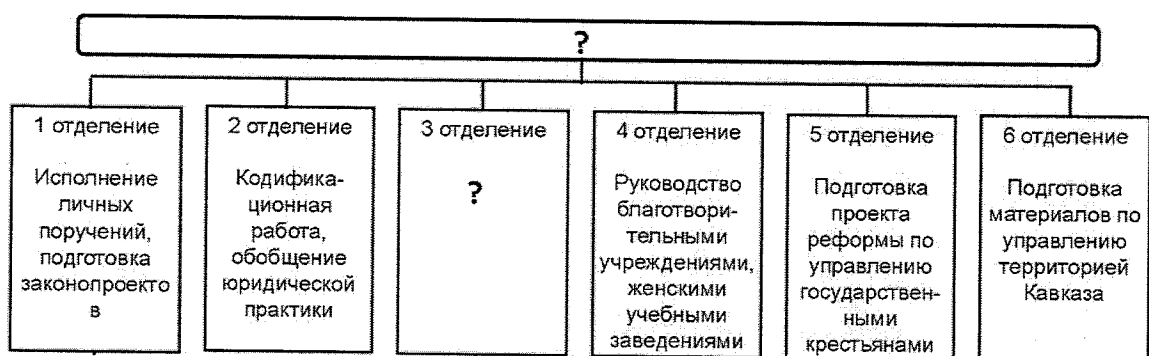 ?
1 отделение
Исполнение
личных
поручений,
подготовка
законопроекто
в
2 отделение
Кодифика-
ционная
работа,
обобщение
юридической
практики
3 отделение
?
4 отделение
Руководство
благотвори-
тельными
учреждениями,
женскими
учебными
заведениями
5 отделение
Подготовка
проекта
реформы по
управлению
государствен-
ными
крестьянами
6 отделение
Подготовка
материалов по
управлению
территорией
Кавказа